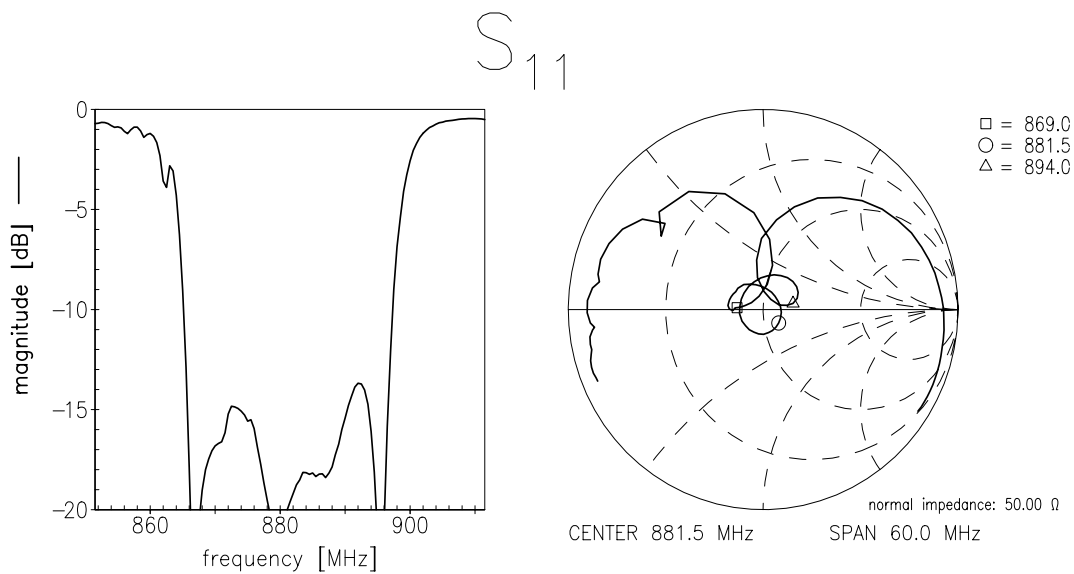 S11
0
−5
−10
−15
−20
magnitude [dB]
860
880
900
frequency [MHz]
□ = 869.0
○ = 881.5
△ = 894.0
normal impedance: 50.00 Ω
CENTER 881.5 MHz
SPAN 60.0 MHz